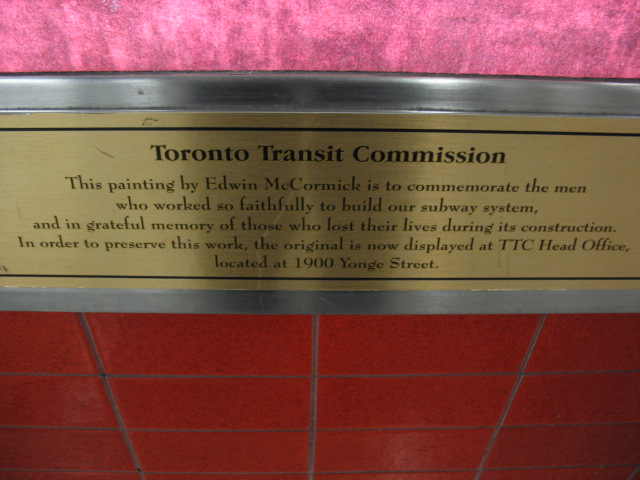 Toronto Transit Commission
This painting by Edwin McCormick is to commemorate the men
who worked so faithfully to build our subway system,
and in grateful memory of those who lost their lives during its construction.
In order to preserve this work, the original is now displayed at TTC Head Office,
located at 1900 Yonge Street.